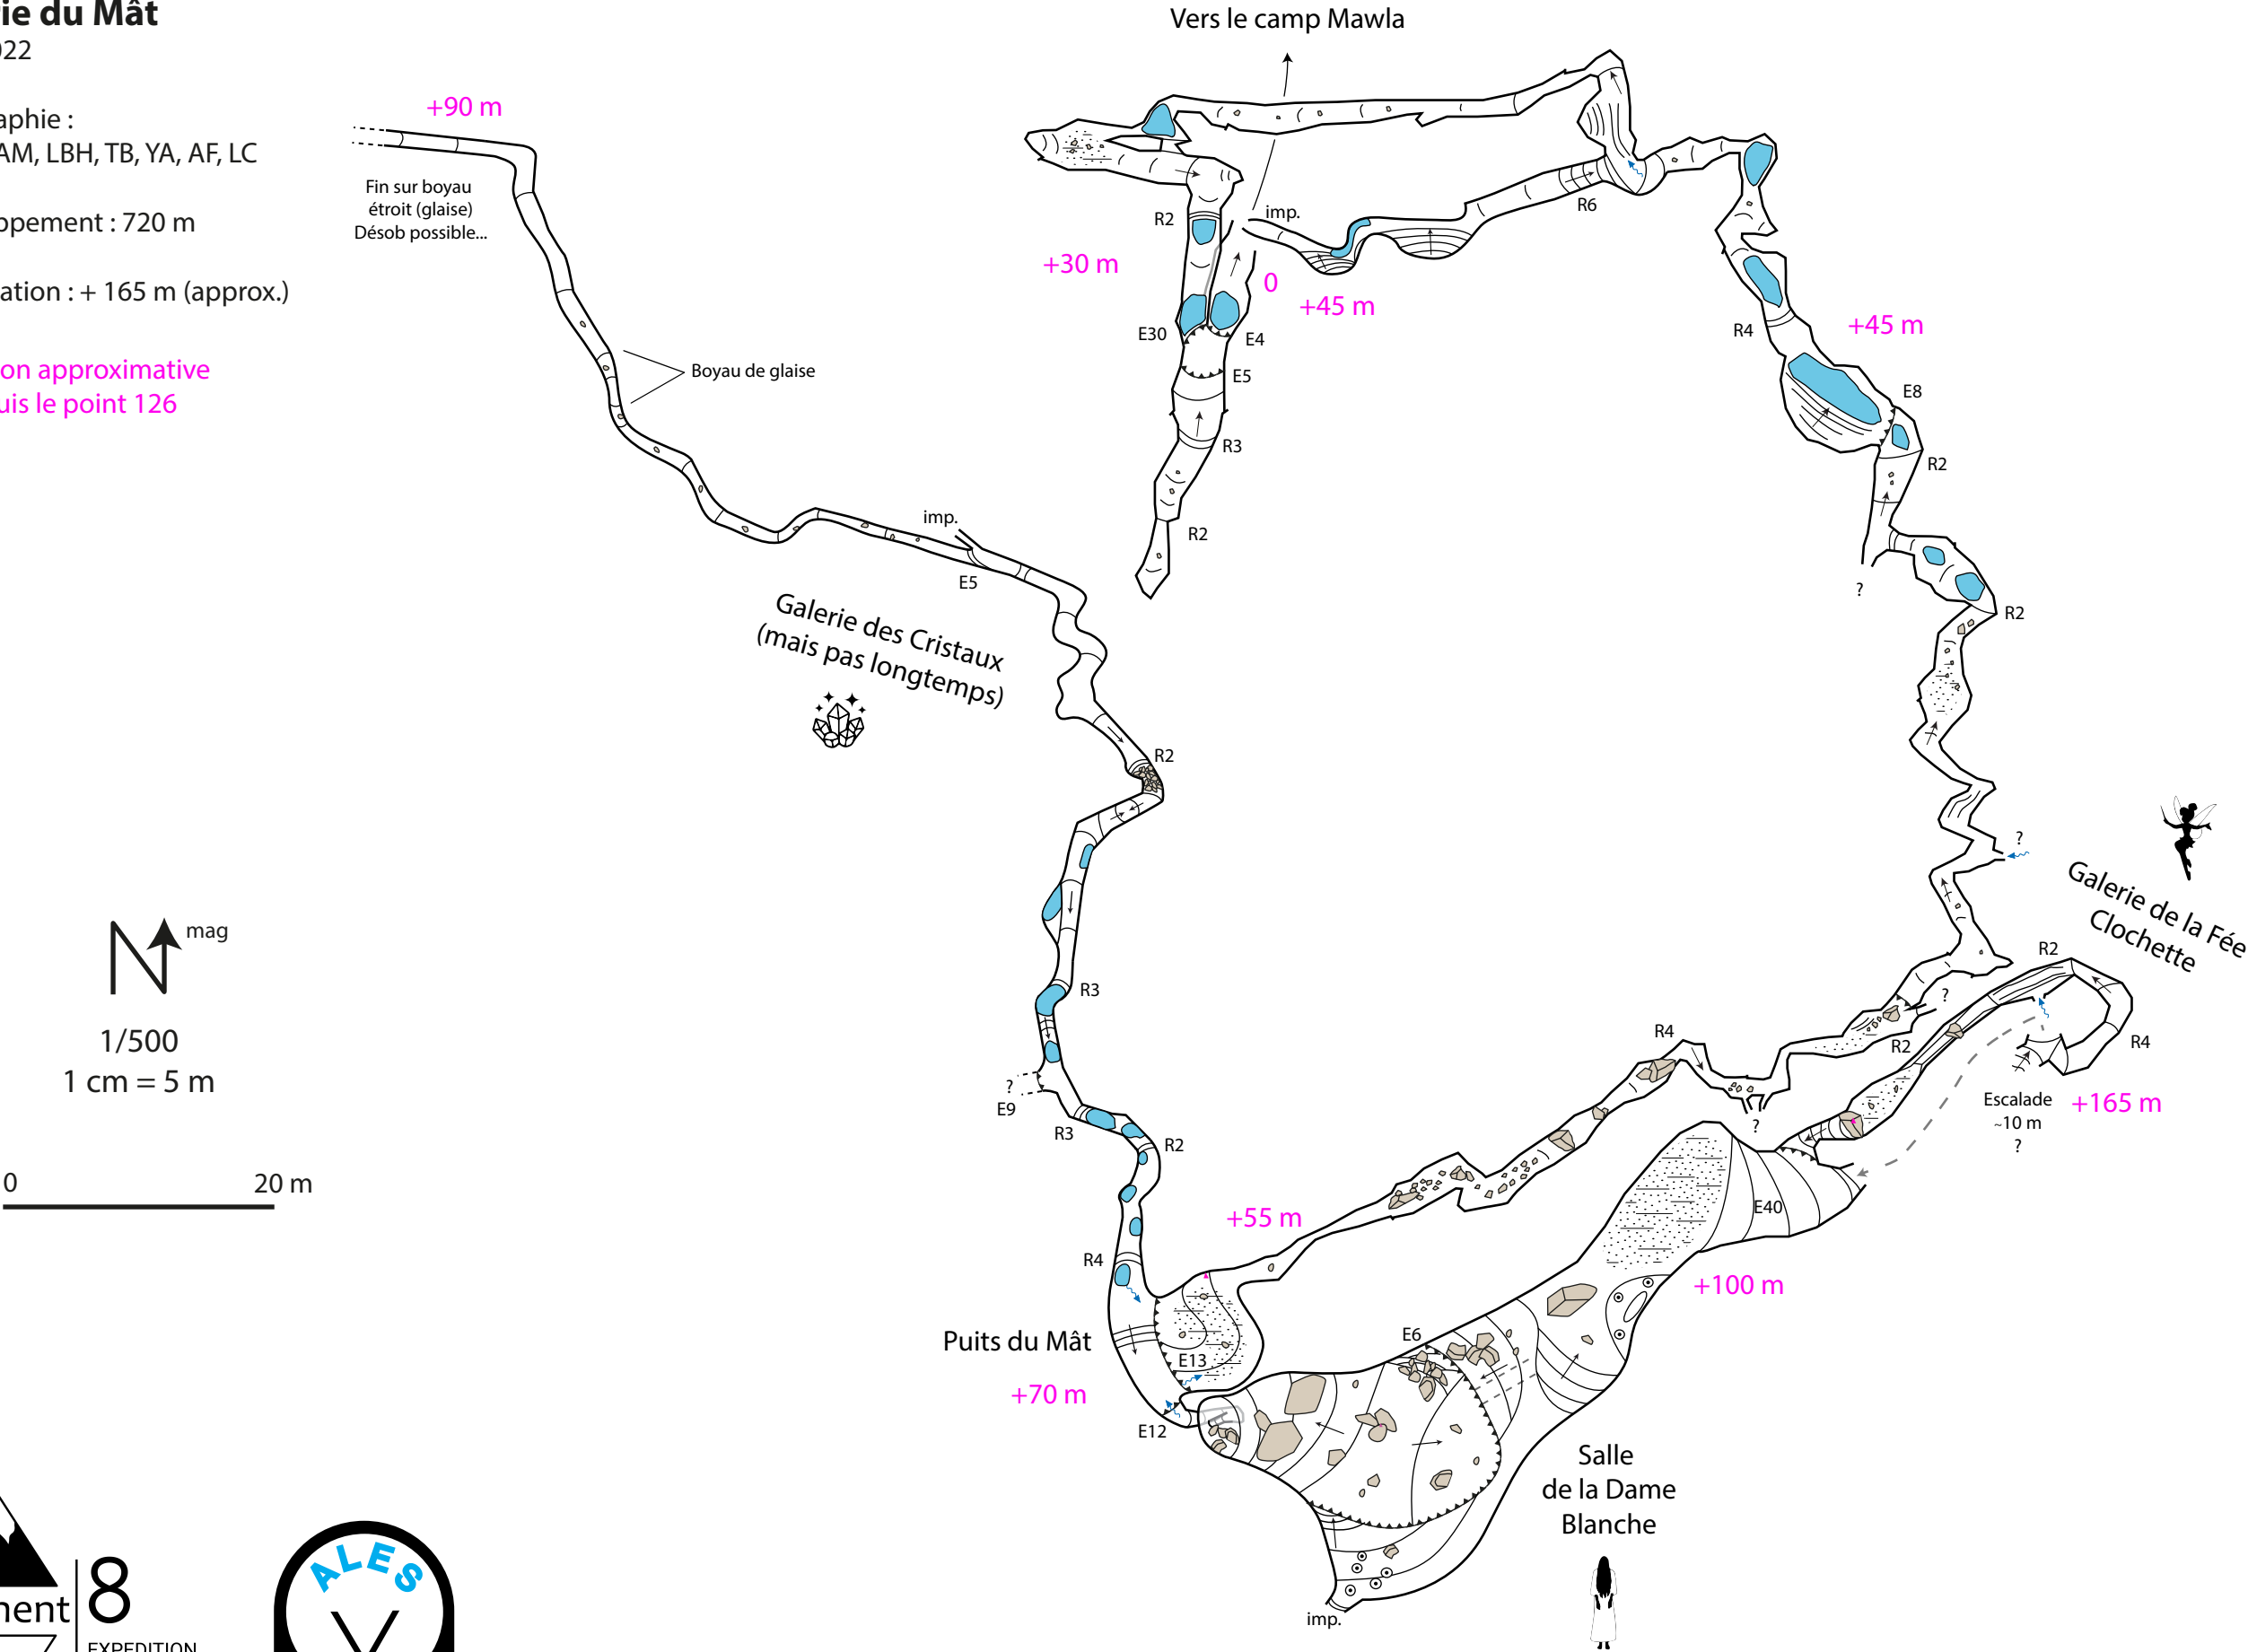 ie du Mât
022
aphie :
AM, LBH, TB, YA, AF, LC
ppement : 720 m
ation : + 165 m (approx.)
on approximative
uis le point 126
+90 m
Fin sur boyau
étroit (glaise)
Désob possible...
Boyau de glaise
imp.
E5
Galerie des Cristaux
(mais pas longtemps)
Vers le camp Mawla
R2
+30 m
imp.
0
+45 m
E30
E4
E5
R3
R2
R6
R4
+45 m
E8
R2
?
R2
?
Galerie de la Fée
Clochette
R2
?
R2
R4
R4
?
Escalade
~10 m
?
+165 m
E40
+100 m
R2
R3
?
E9
R3
R2
R4
+55 m
Puits du Mât
+70 m
E13
E12
E6
Salle
de la Dame
Blanche
imp.
N
mag
1/500
1 cm = 5 m
0
20 m
ment
8
EXPEDITION
ALES